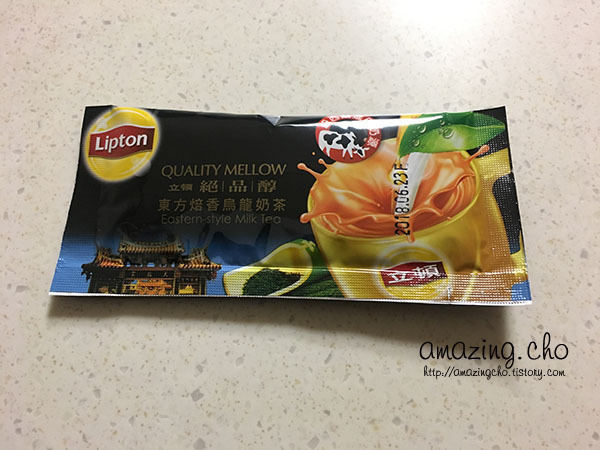 Lipton
QUALITY MELLOW
立頓 絕|品|醇
東方焙香烏龍奶茶
Eastern-style Milk Tea
2018.06.23F
立頓
amazing.cho
http://amazingcho.tistory.com